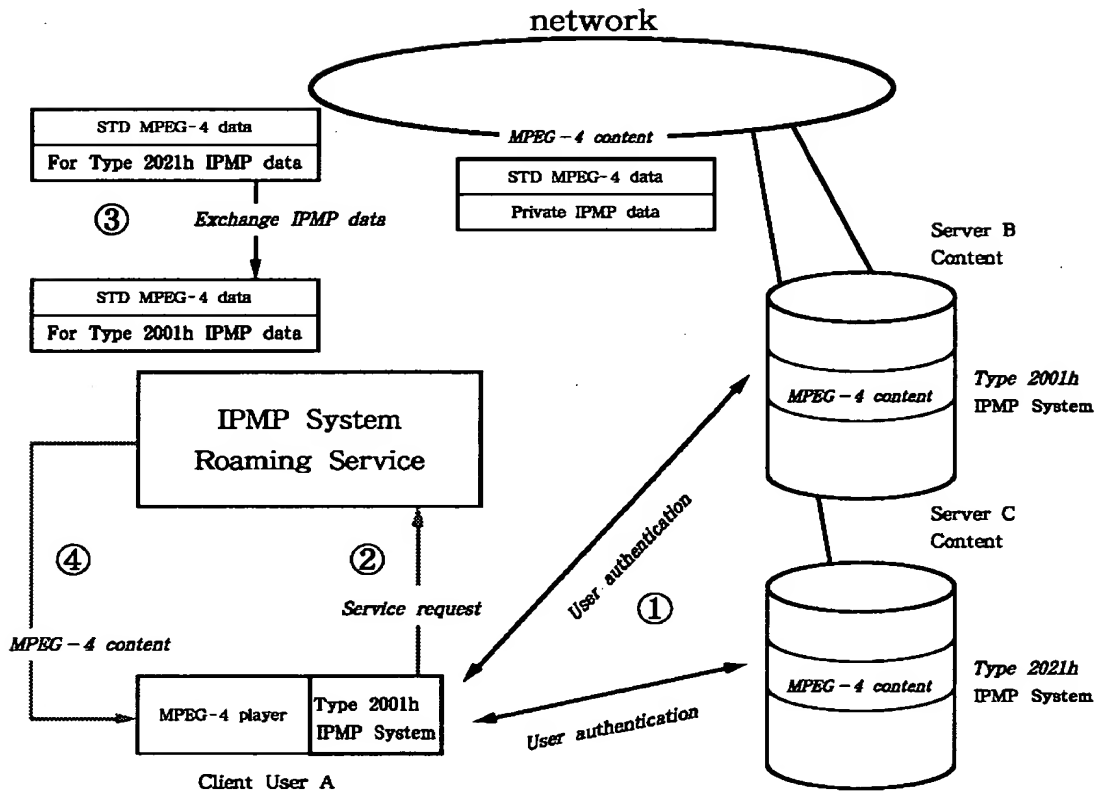 network
STD MPEG-4 data
For Type 2021h IPMP data
MPEG-4 content
STD MPEG-4 data
Private IPMP data
③
Exchange IPMP data
STD MPEG-4 data
For Type 2001h IPMP data
Server B
Content
MPEG-4 content
Type 2001h
IPMP System
IPMP System
Roaming Service
④
②
Service request
MPEG-4 content
User authentication
①
Server C
Content
MPEG-4 content
Type 2021h
IPMP System
MPEG-4 player
Type 2001h
IPMP System
User authentication
Client User A